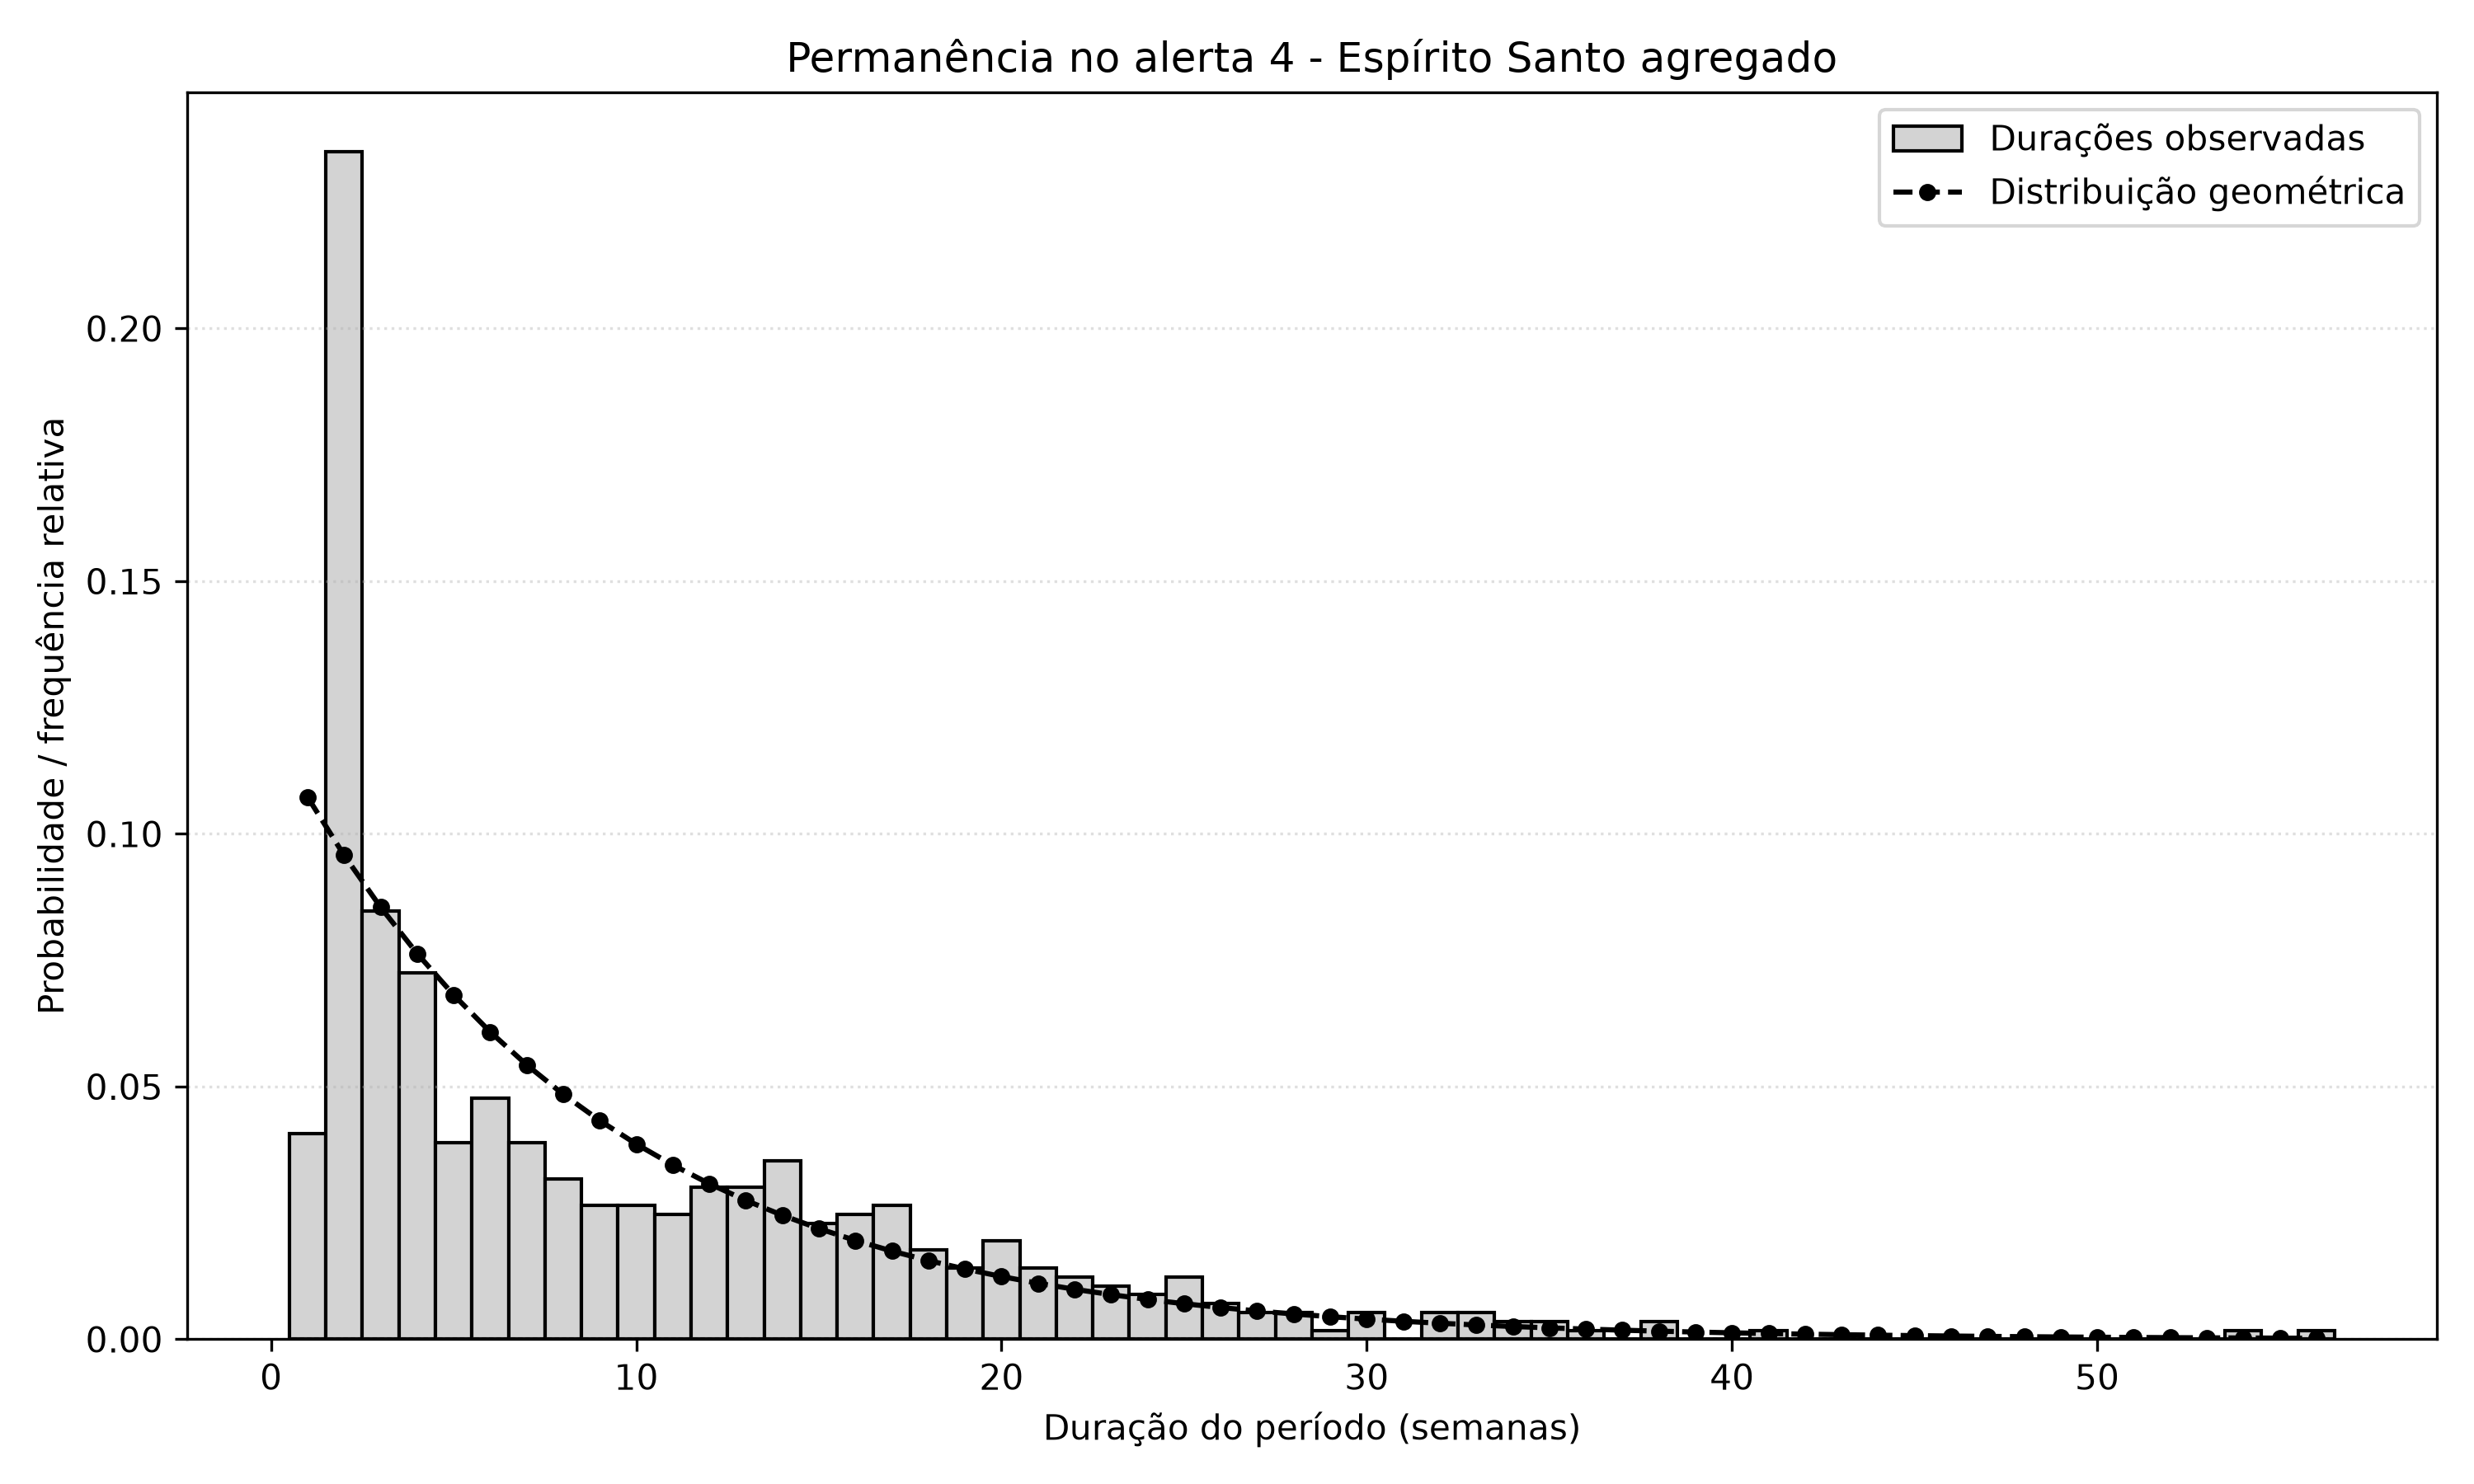 Permanência no alerta 4 - Espírito Santo agregado
Durações observadas
Distribuição geométrica
Probabilidade / frequência relativa
0.20
0.15
0.10
0.05
0.00
0 10 20 30 40 50
Duração do período (semanas)